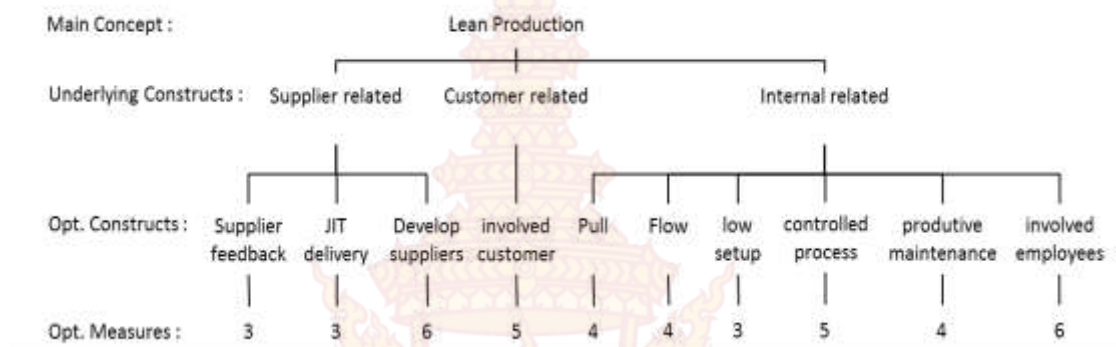 Main Concept : Lean Production
Underlying Constructs : Supplier related Customer related Internal related
Opt. Constructs : Supplier JIT Develop involved Pull Flow low controlled produtive involved
feedback delivery suppliers customer setup process maintenance employees
Opt. Measures : 3 3 6 5 4 4 3 5 4 6